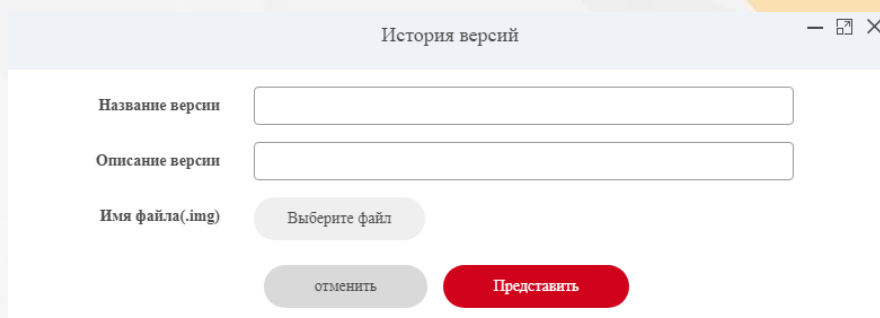 История версий
Название версии
Описание версии
Имя файла(.img)
Выберите файл
отменить
Представить